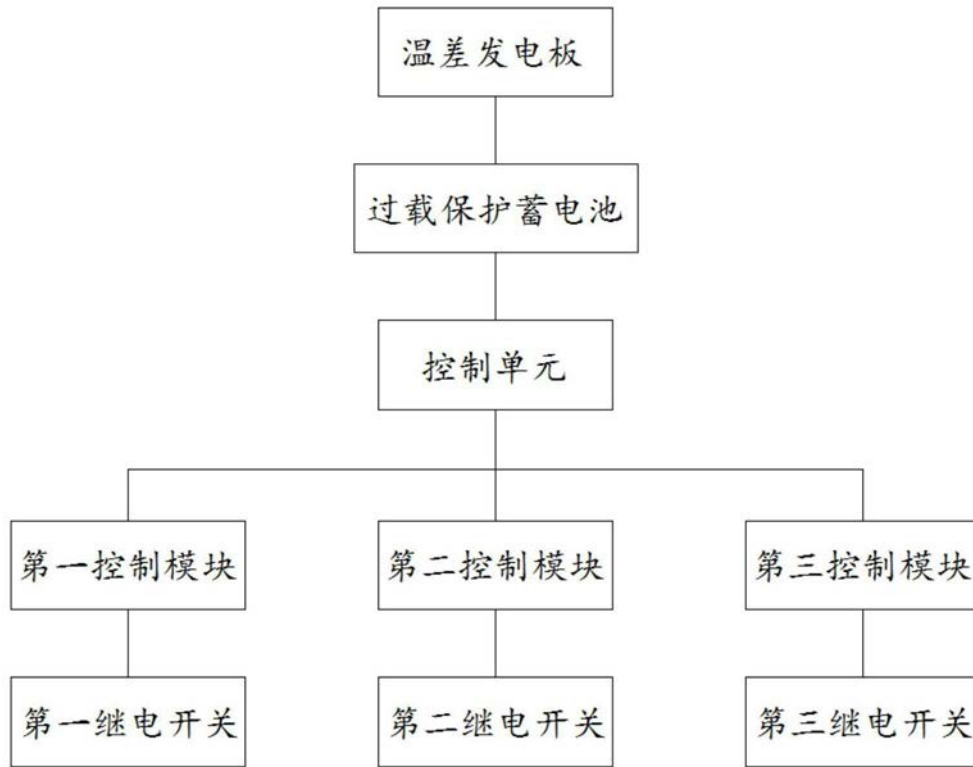 温差发电板
过载保护蓄电池
控制单元
第一控制模块
第二控制模块
第三控制模块
第一继电开关
第二继电开关
第三继电开关